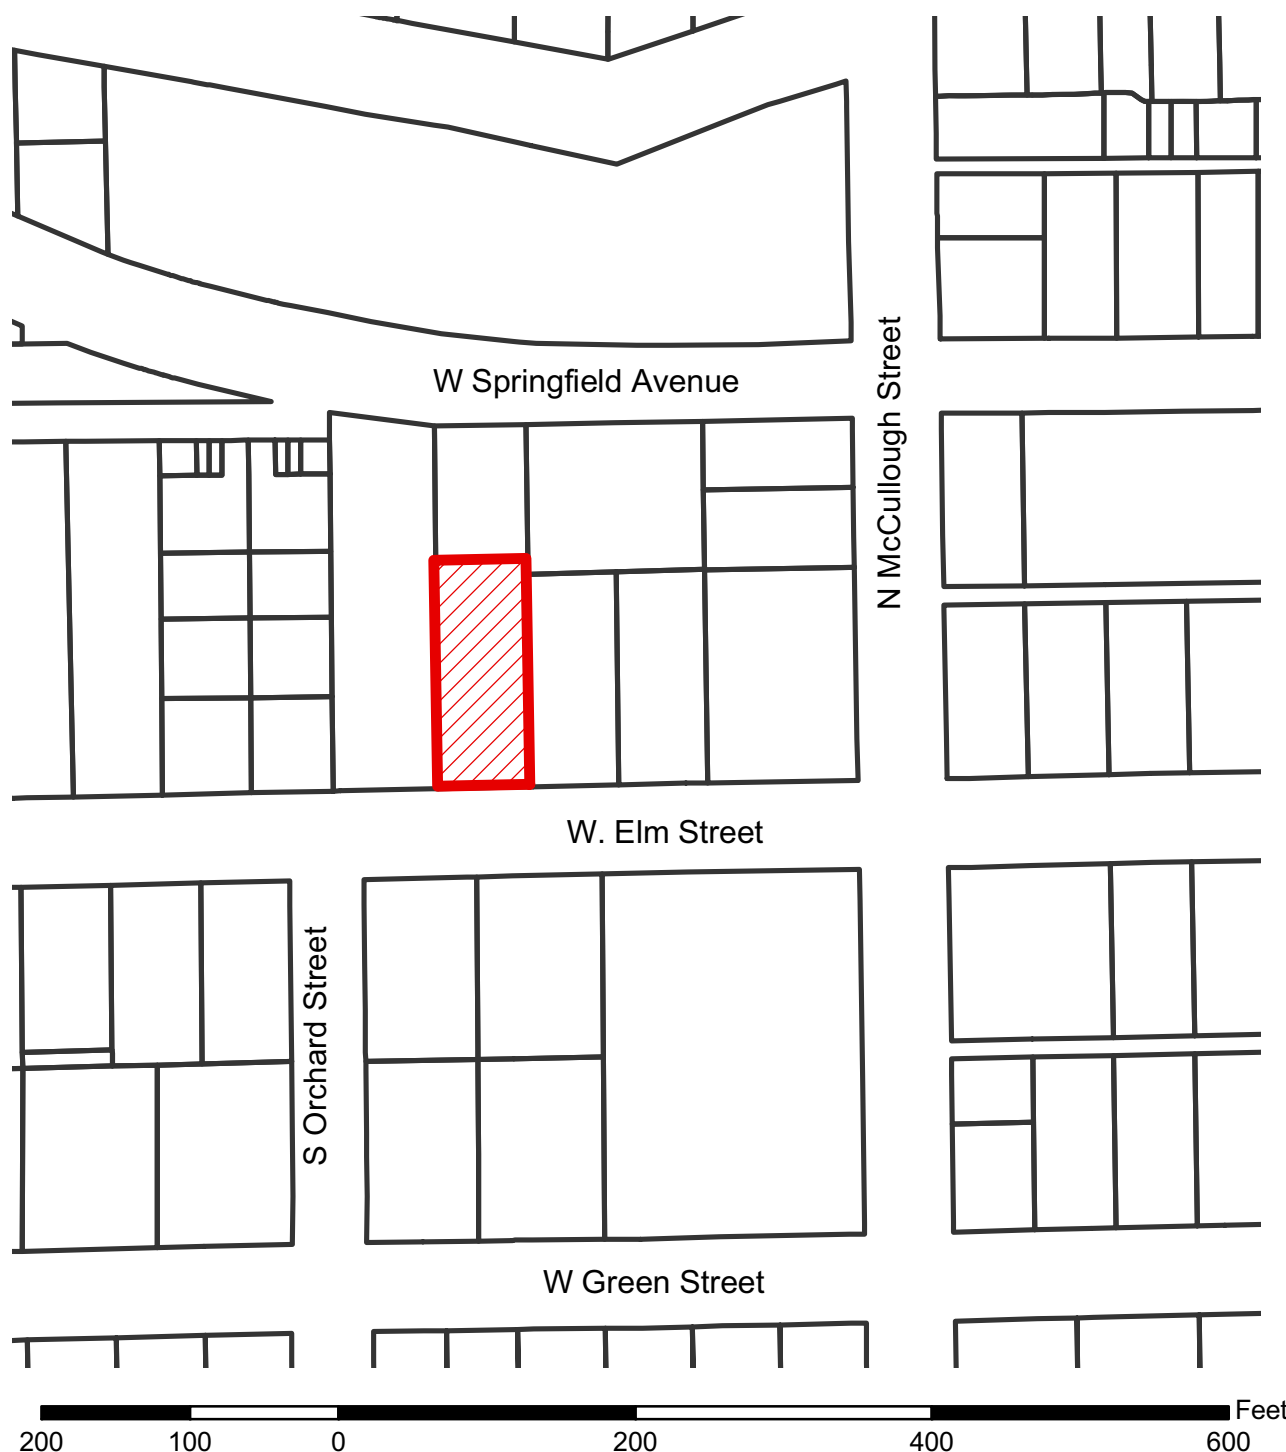 W Springfield Avenue
N McCullough Street
W. Elm Street
S Orchard Street
W Green Street
Feet
200 100 0 200 400 600